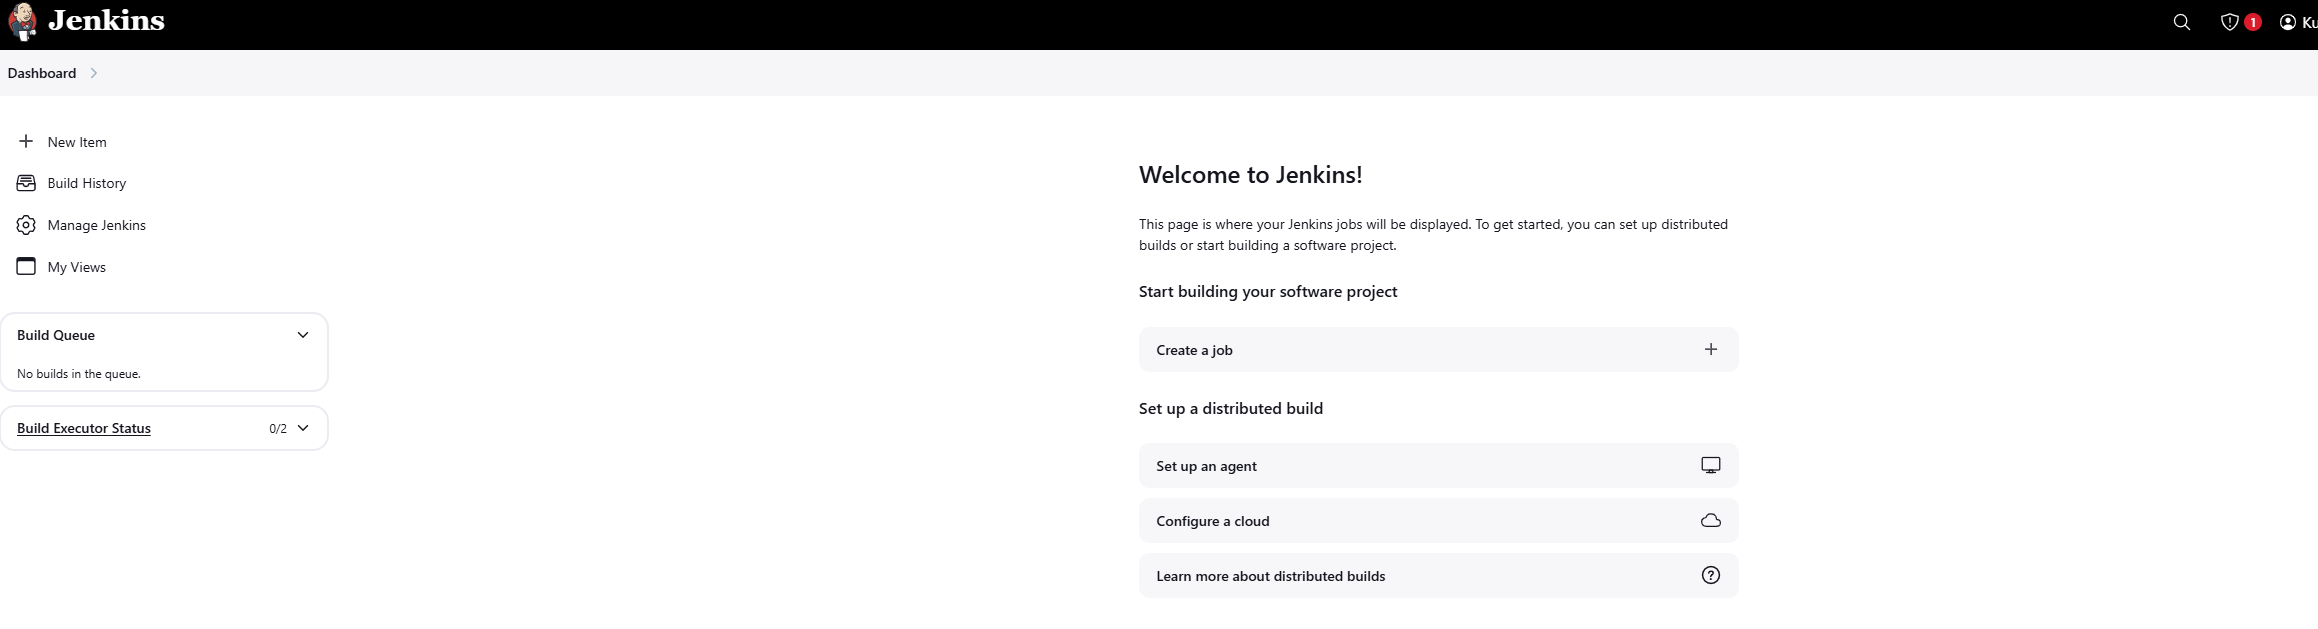 Jenkins
1
Ku
Dashboard
New Item
Build History
Manage Jenkins
My Views
Build Queue
No builds in the queue.
Build Executor Status 0/2
Welcome to Jenkins!
This page is where your Jenkins jobs will be displayed. To get started, you can set up distributed
builds or start building a software project.
Start building your software project
Create a job
Set up a distributed build
Set up an agent
Configure a cloud
Learn more about distributed builds